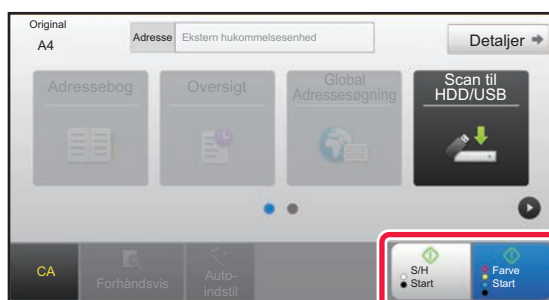 Original
A4
Adresse
Ekstern hukommelsesenhed
Detaljer
Adressebog
Oversigt
Global
Adressesøgning
Scan til
HDD/USB
CA
Forhåndsvis
Auto-
indstil
S/H
Start
Farve
Start